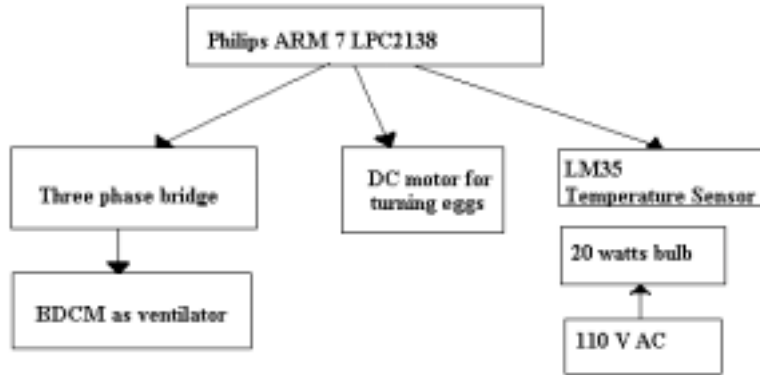 Philips ARM 7 LPC2138
Three phase bridge
DC motor for
turning eggs
LM35
Temperature Sensor
BDCM as ventilator
20 watts bulb
110 V AC